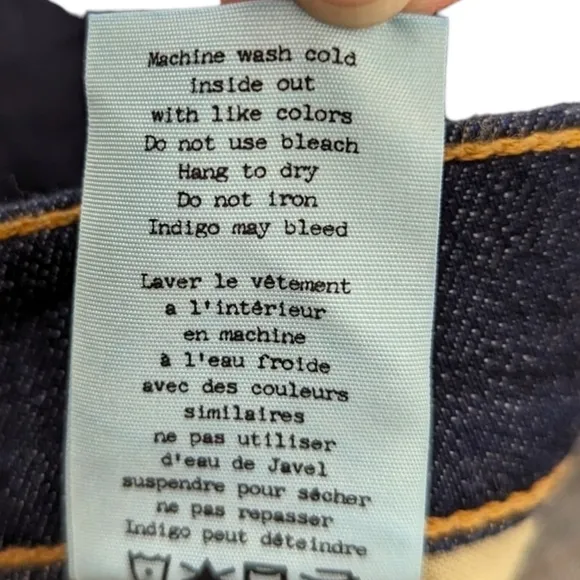 Machine wash cold
inside out
with like colors
Do not use bleach
Hang to dry
Do not iron
Indigo may bleed
Laver le vêtement
a l'intérieur
en machine
à l'eau froide
avec des couleurs
similaires
ne pas utiliser
d'eau de Javel
suspendre pour sécher
ne pas repasser
Indigo peut déteindre